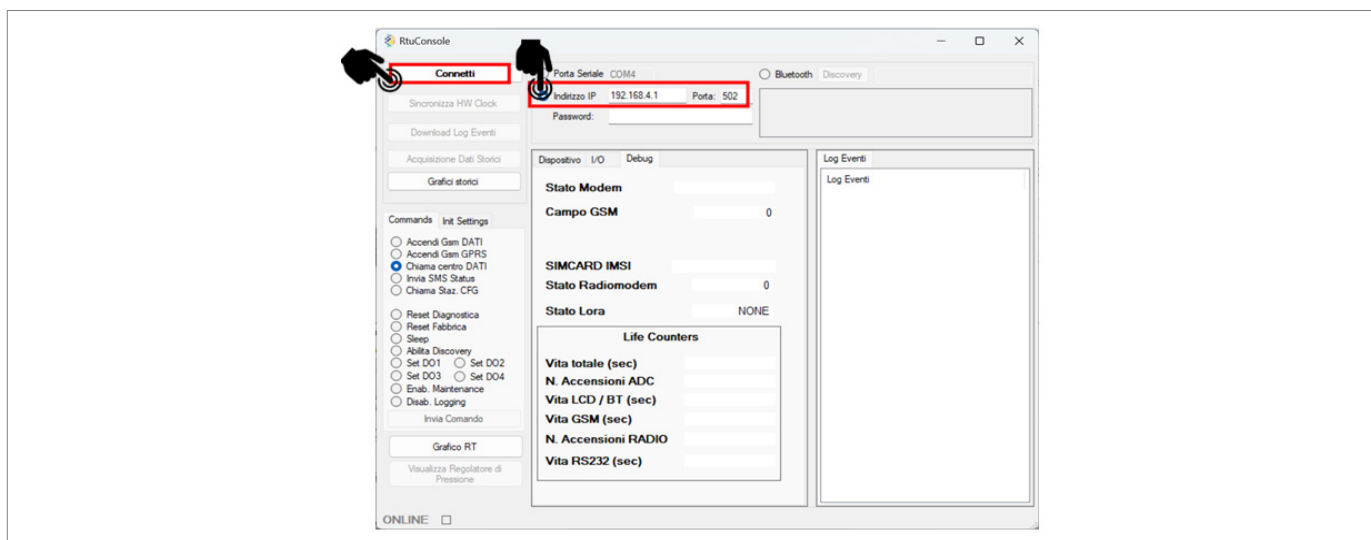 RtuConsole
Connetti
Porta Seriale COM4
Bluetooth Discovery
Indirizzo IP 192.168.4.1 Porta: 502
Sincronizza HW Clock
Password:
Download Log Eventi
Acquisizione Dati Storici
Grafici storici
Dispositivo I/O Debug
Log Eventi
Log Eventi
Stato Modem
Campo GSM 0
SIMCARD IMSI
Stato Radiomodem 0
Stato Lora NONE
Life Counters
Vita totale (sec)
N. Accensioni ADC
Vita LCD / BT (sec)
Vita GSM (sec)
N. Accensioni RADIO
Vita RS232 (sec)
Commands Init Settings
Accendi Gsm DATI
Accendi Gsm GPRS
Chiama centro DATI
Invia SMS Status
Chiama Staz. CFG
Reset Diagnostica
Reset Fabbrica
Sleep
Abilita Discovery
Set DO1 Set DO2
Set DO3 Set DO4
Enab. Maintenance
Disab. Logging
Invia Comando
Grafico RT
Visualizza Regolatore di
Pressione
ONLINE